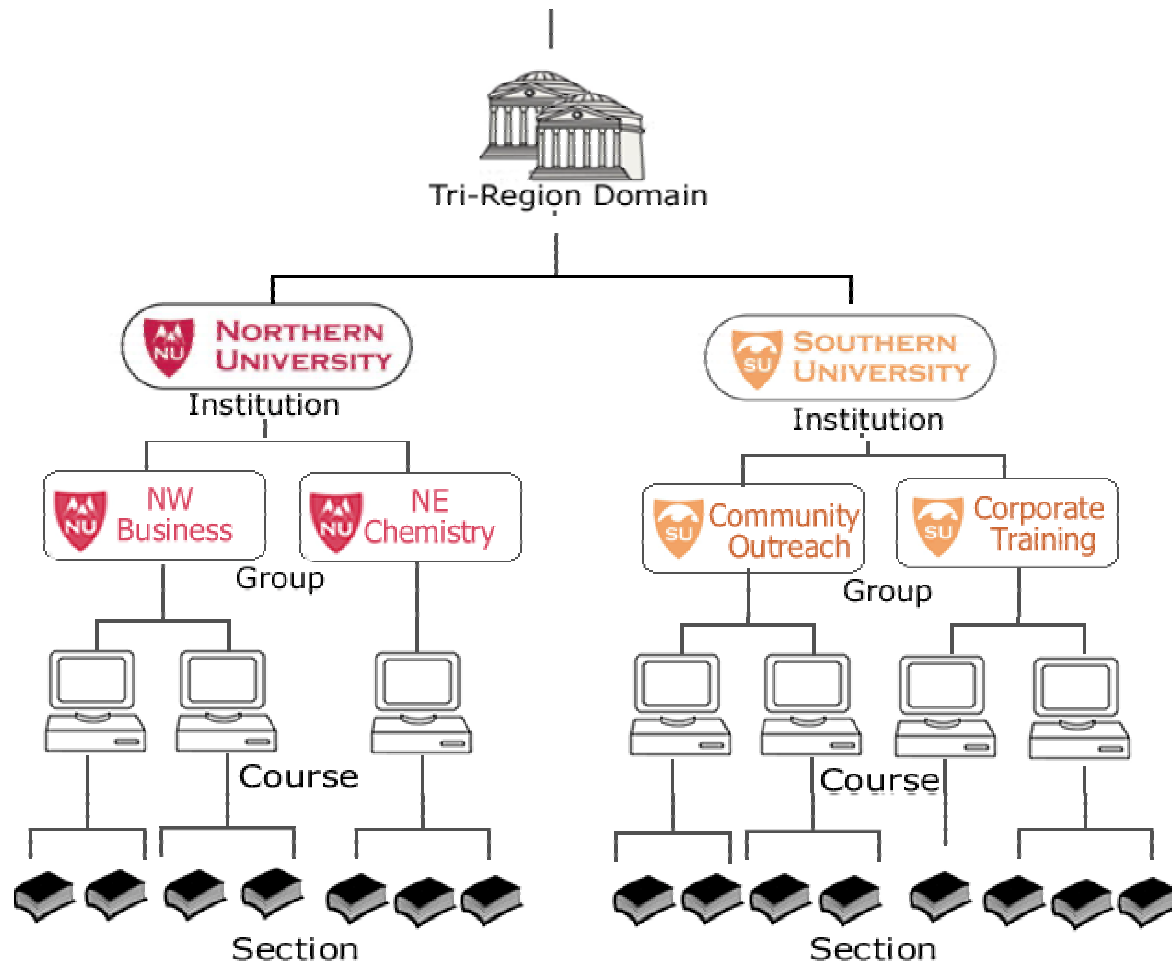 Tri-Region Domain
NU
NORTHERN
UNIVERSITY
SU
SOUTHERN
UNIVERSITY
Institution
Institution
NU
NW
Business
NU
NE
Chemistry
SU
Community
Outreach
SU
Corporate
Training
Group
Group
Course
Course
Section
Section